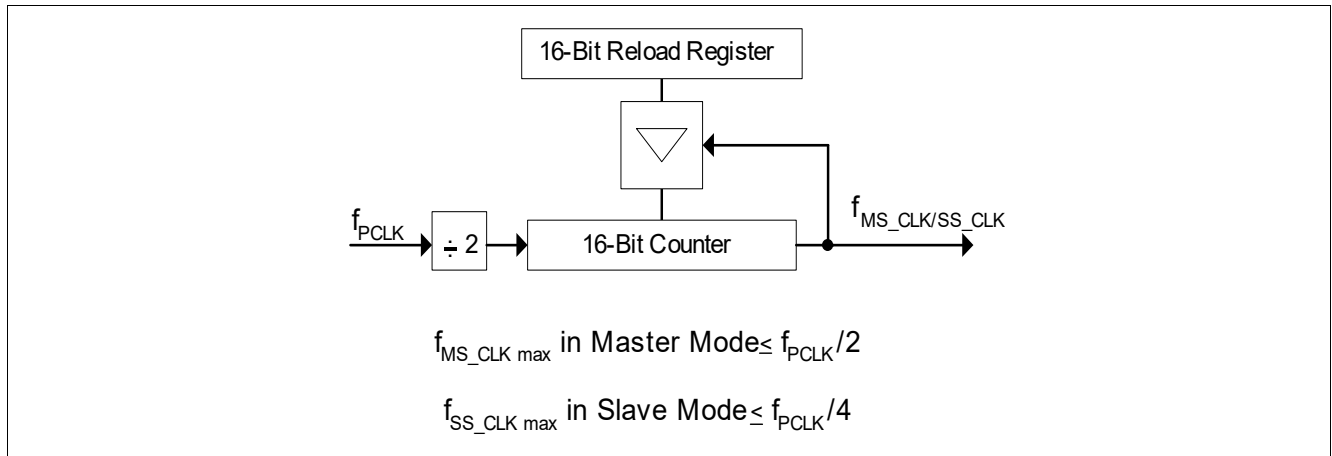 16-Bit Reload Register
f_PCLK
÷ 2
16-Bit Counter
f_MS_CLK/SS_CLK
f_MS_CLK max in Master Mode≤ f_PCLK/2
f_SS_CLK max in Slave Mode≤ f_PCLK/4